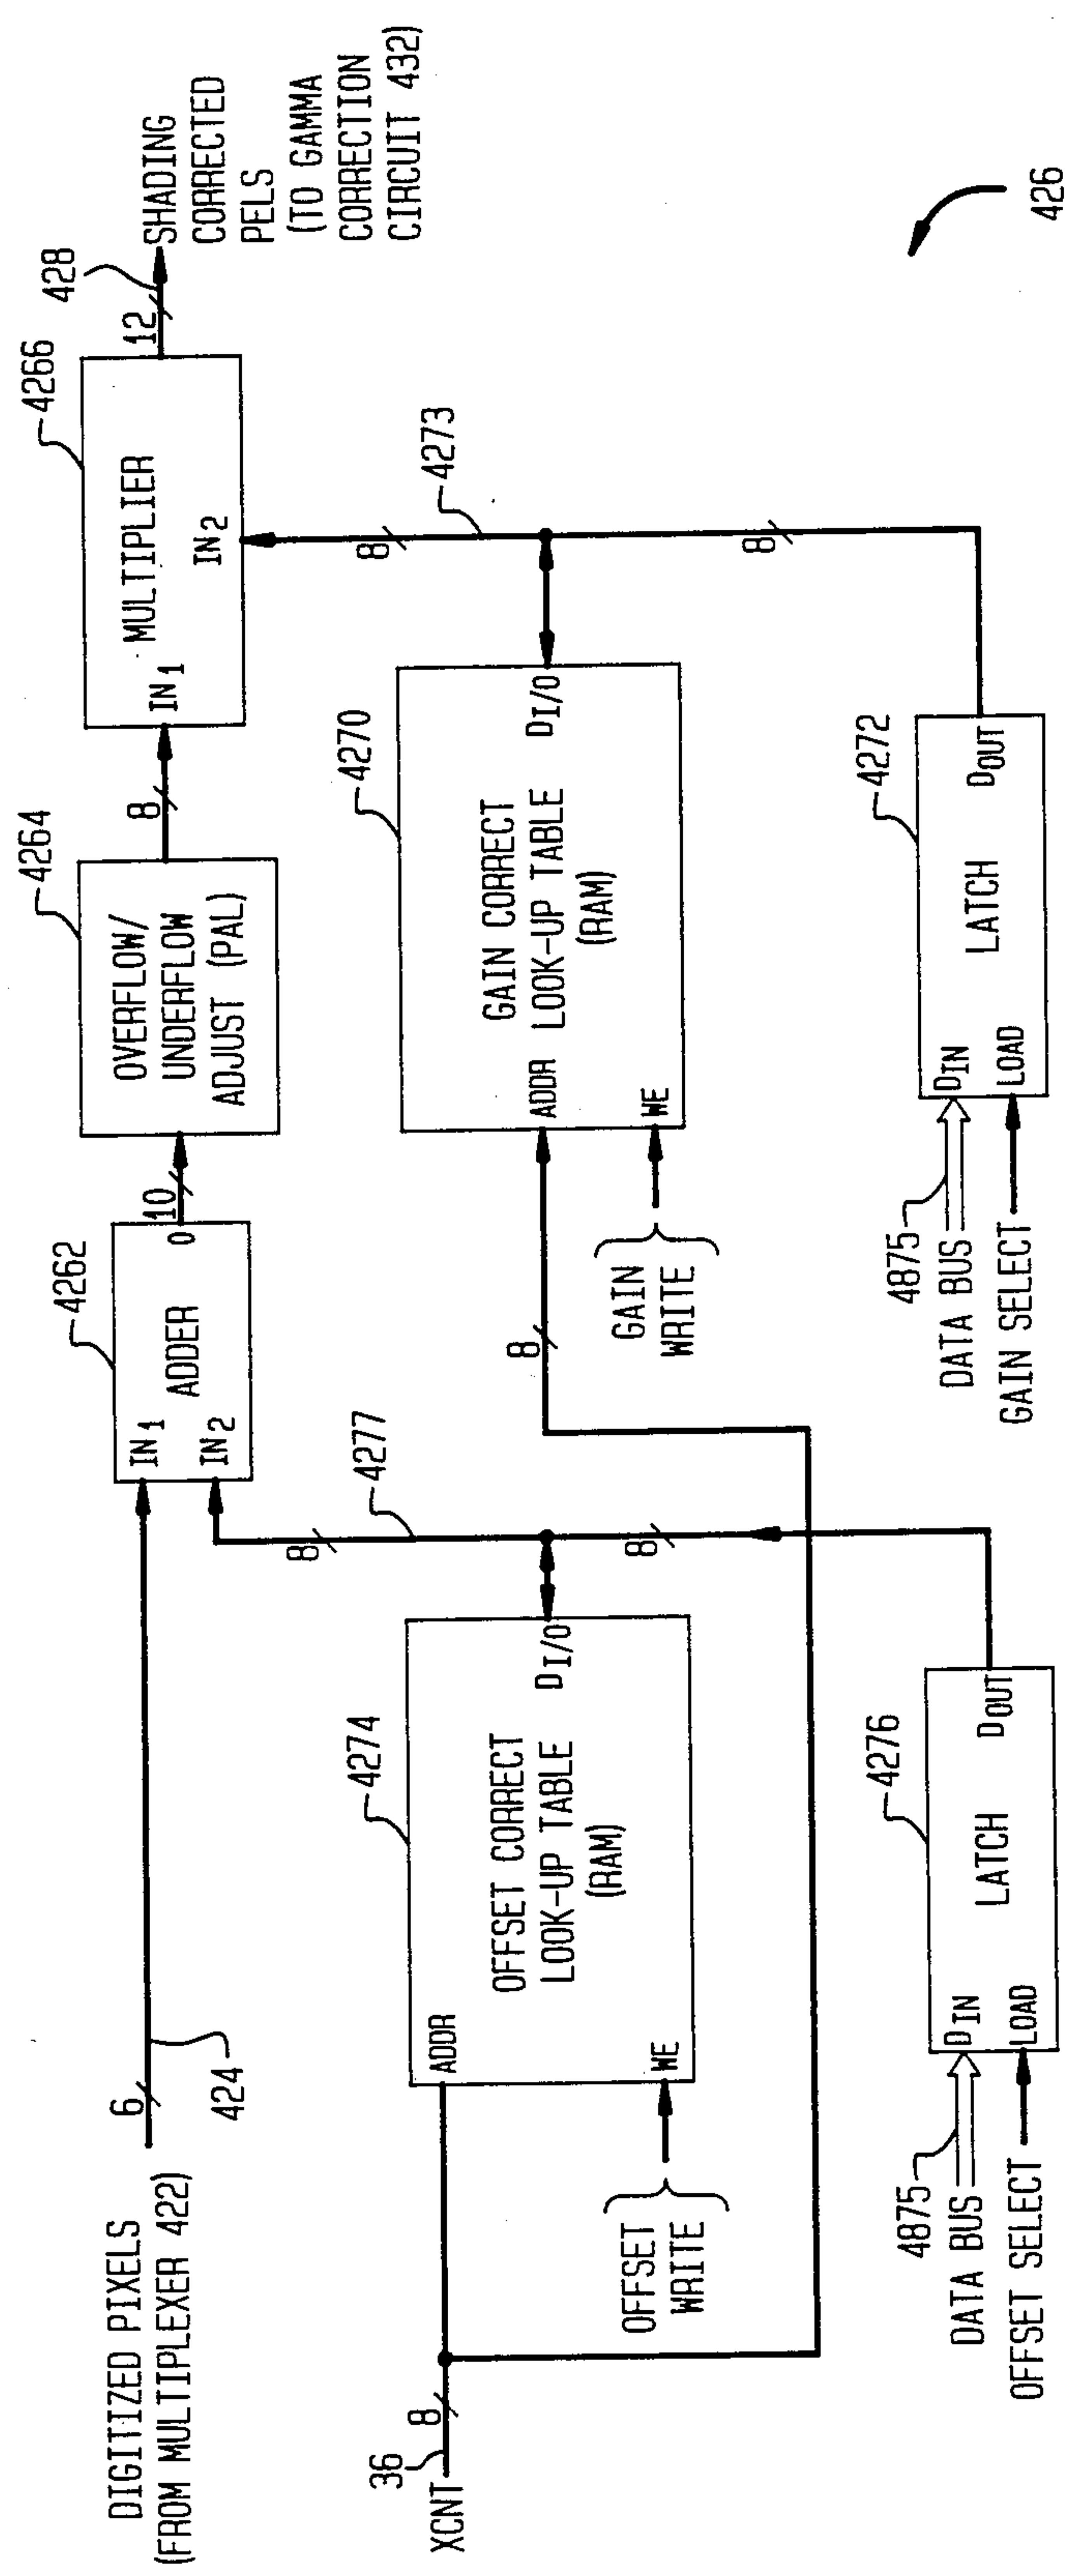 DIGITIZED PIXELS
(FROM MULTIPLEXER 422)
6
424
IN1
IN2
ADDER
O
4262
10
OVERFLOW/
UNDERFLOW
ADJUST (PAL)
4264
8
IN1
MULTIPLIER
IN2
4266
12
428
SHADING
CORRECTED
PELS
(TO GAMMA
CORRECTION
CIRCUIT 432)
XCNT
36
8
ADDR
OFFSET CORRECT
LOOK-UP TABLE
(RAM)
DI/O
WE
4274
OFFSET
WRITE
8
4277
8
8
ADDR
GAIN CORRECT
LOOK-UP TABLE
(RAM)
DI/O
WE
4270
GAIN
WRITE
8
4273
8
4875
DATA BUS
OFFSET SELECT
DIN
LOAD
LATCH
DOUT
4276
4875
DATA BUS
GAIN SELECT
DIN
LOAD
LATCH
DOUT
4272
426